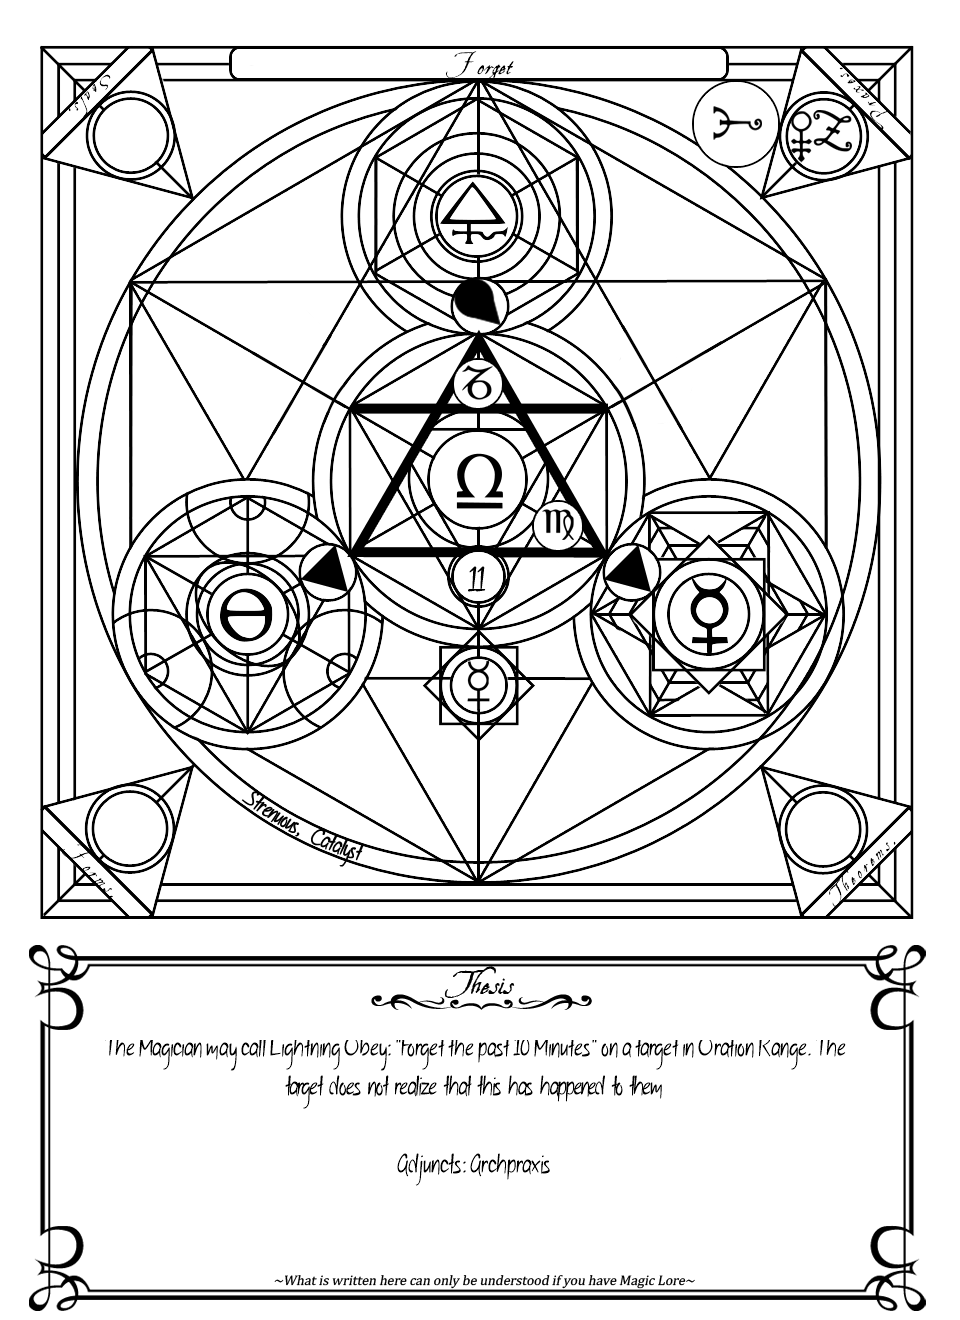 Forget
Seals
Praxes
11
Strenuous, Catalyst
Forms
Theorems
Thesis
The Magician may call Lightning Obey: "Forget the past 10 Minutes" on a target in Oration Range. The
target does not realize that this has happened to them
Adjuncts: Archpraxis
~What is written here can only be understood if you have Magic Lore~